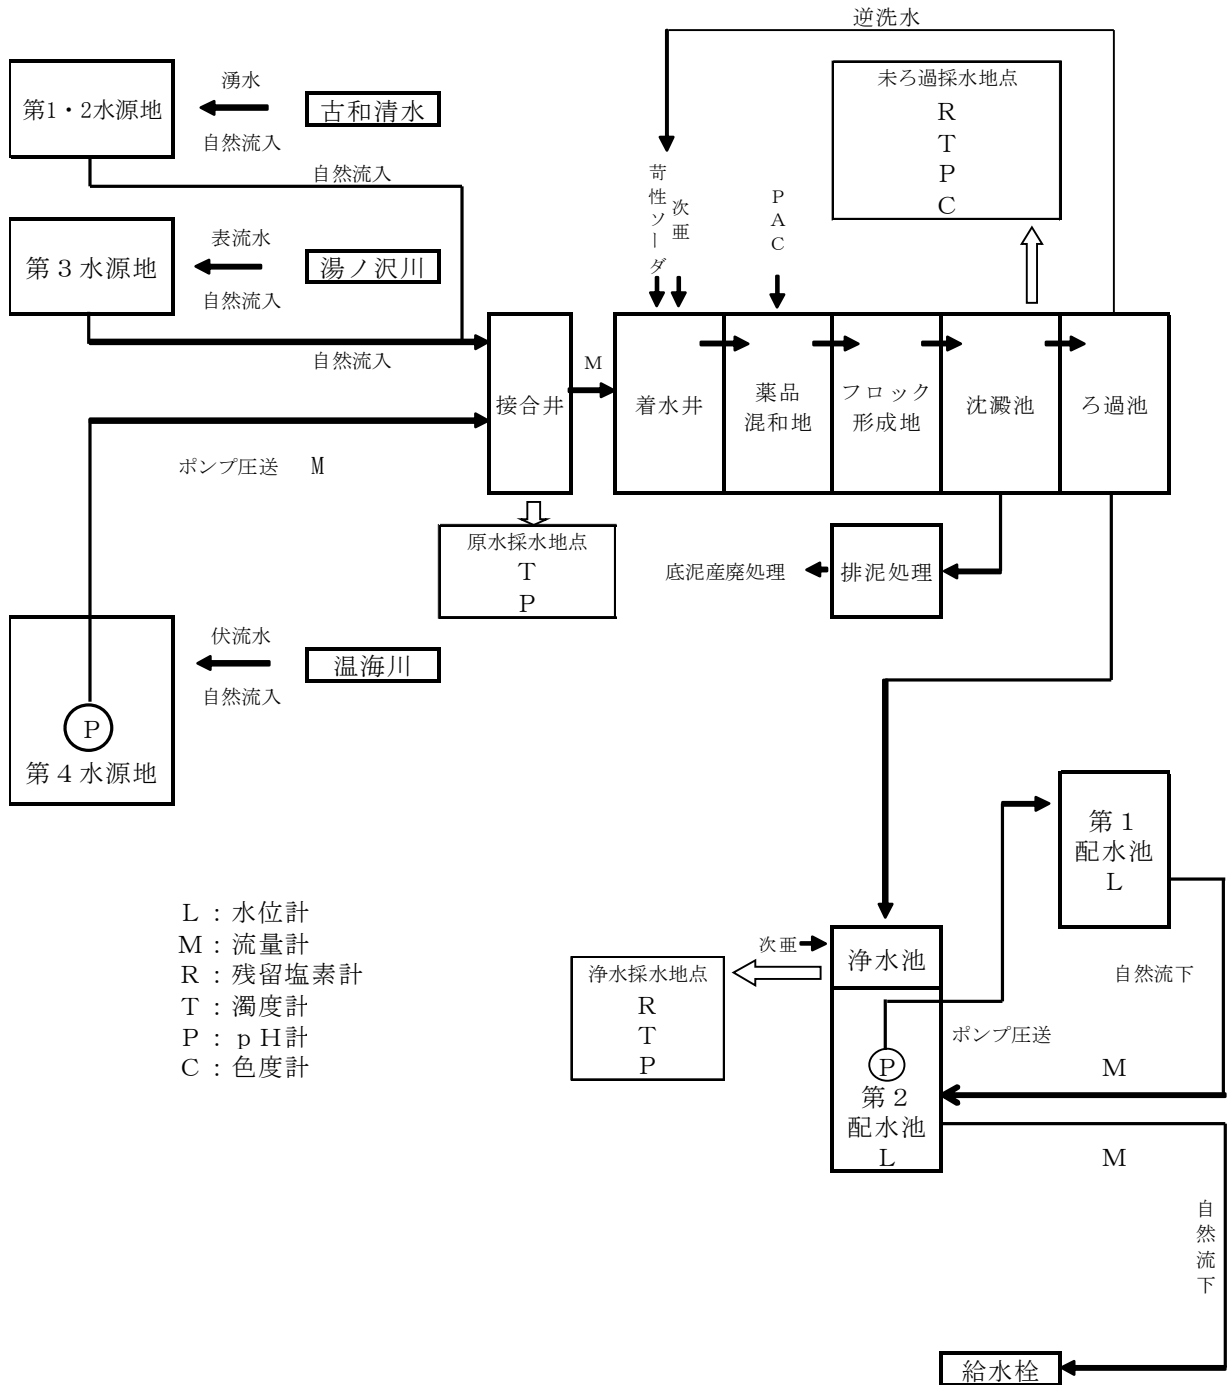 逆洗水
第1・2水源地
湧水
自然流入
古和清水
自然流入
未ろ過採水地点
R
T
P
C
苛性ソーダ
次亜
PAC
第３水源地
表流水
自然流入
湯ノ沢川
自然流入
接合井
M
着水井
薬品
混和地
フロック
形成地
沈澱池
ろ過池
ポンプ圧送 M
原水採水地点
T
P
底泥産廃処理
排泥処理
伏流水
自然流入
温海川
P
第４水源地
第１
配水池
L
L：水位計
M：流量計
R：残留塩素計
T：濁度計
P：ｐH計
C：色度計
次亜
浄水池
浄水採水地点
R
T
P
自然流下
ポンプ圧送
P
第２
配水池
L
M
M
自然流下
給水栓